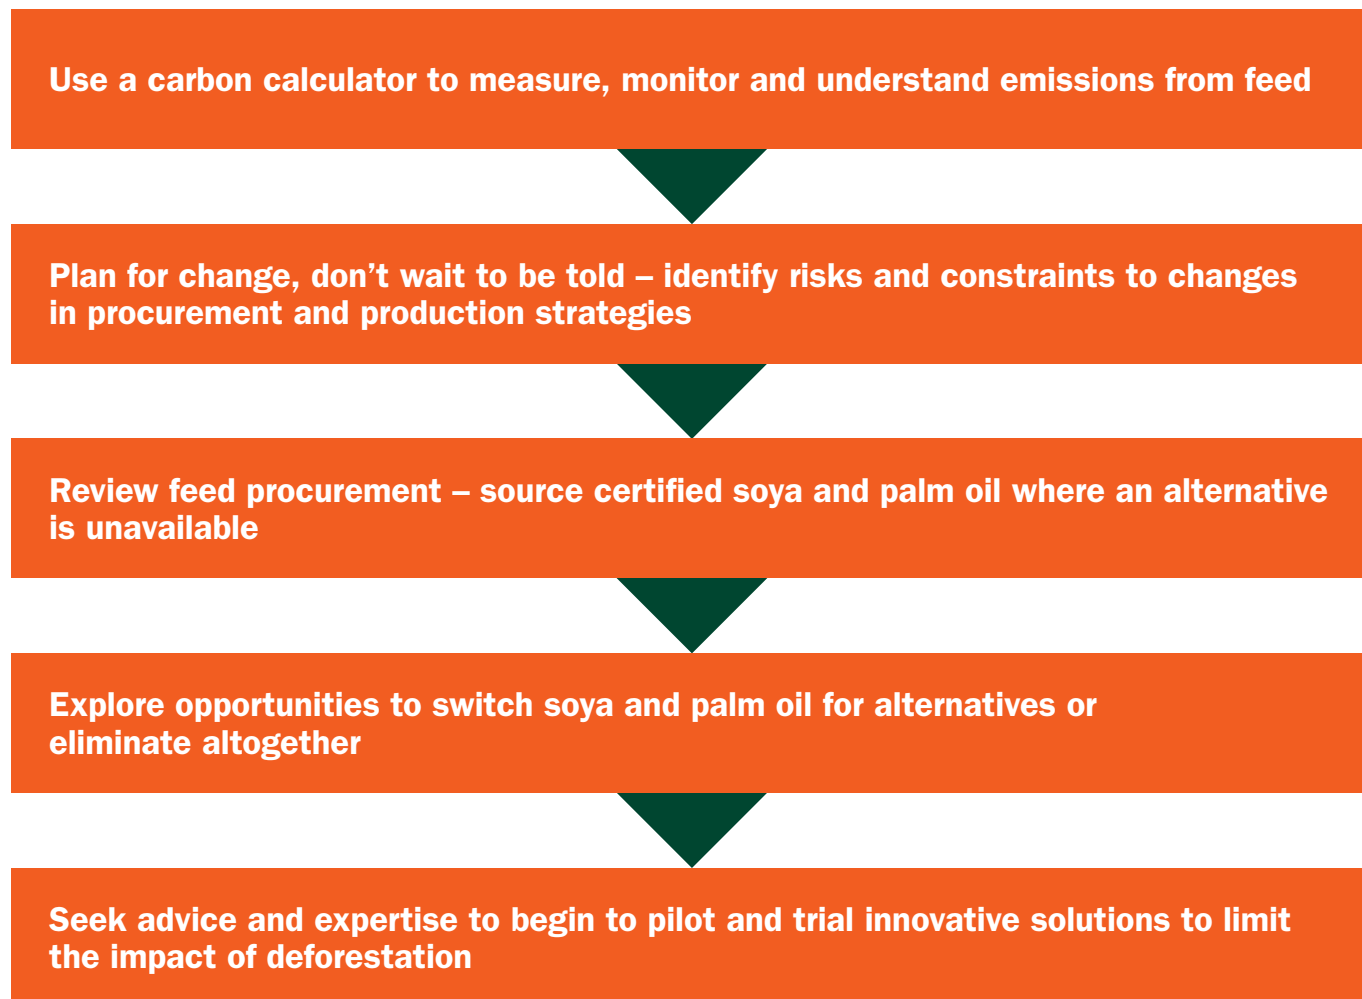 Use a carbon calculator to measure, monitor and understand emissions from feed
Plan for change, don’t wait to be told – identify risks and constraints to changes
in procurement and production strategies
Review feed procurement – source certified soya and palm oil where an alternative
is unavailable
Explore opportunities to switch soya and palm oil for alternatives or
eliminate altogether
Seek advice and expertise to begin to pilot and trial innovative solutions to limit
the impact of deforestation